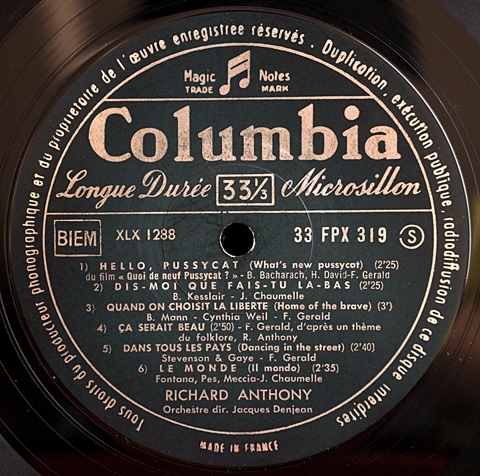 Tous droits du producteur phonographique et du propriétaire de l'œuvre enregistrée réservés. Duplication, exécution publique, radiodiffusion de ce disque interdites
Magic Notes
TRADE MARK
Columbia
Longue Durée 33⅓ Microsillon
BIEM XLX 1288 33 FPX 319 S
1) HELLO, PUSSYCAT (What's new pussycat) (2'25)
du film « Quoi de neuf Pussycat ? » - B. Bacharach, H. David-F. Gerald
2) DIS-MOI QUE FAIS-TU LA-BAS (2'25)
B. Kesslair - J. Chaumelle
3) QUAND ON CHOISIT LA LIBERTE (Home of the brave) (3')
B. Mann - Cynthia Weil - F. Gerald
4) ÇA SERAIT BEAU (2'50) - F. Gerald, d'après un thème
du folklore, R. Anthony
5) DANS TOUS LES PAYS (Dancing in the street) (2'40)
Stevenson & Gaye - F. Gerald
6) LE MONDE (Il mondo) (2'35)
Fontana, Pes, Meccia-J. Chaumelle
RICHARD ANTHONY
Orchestre dir. Jacques Denjean
MADE IN FRANCE